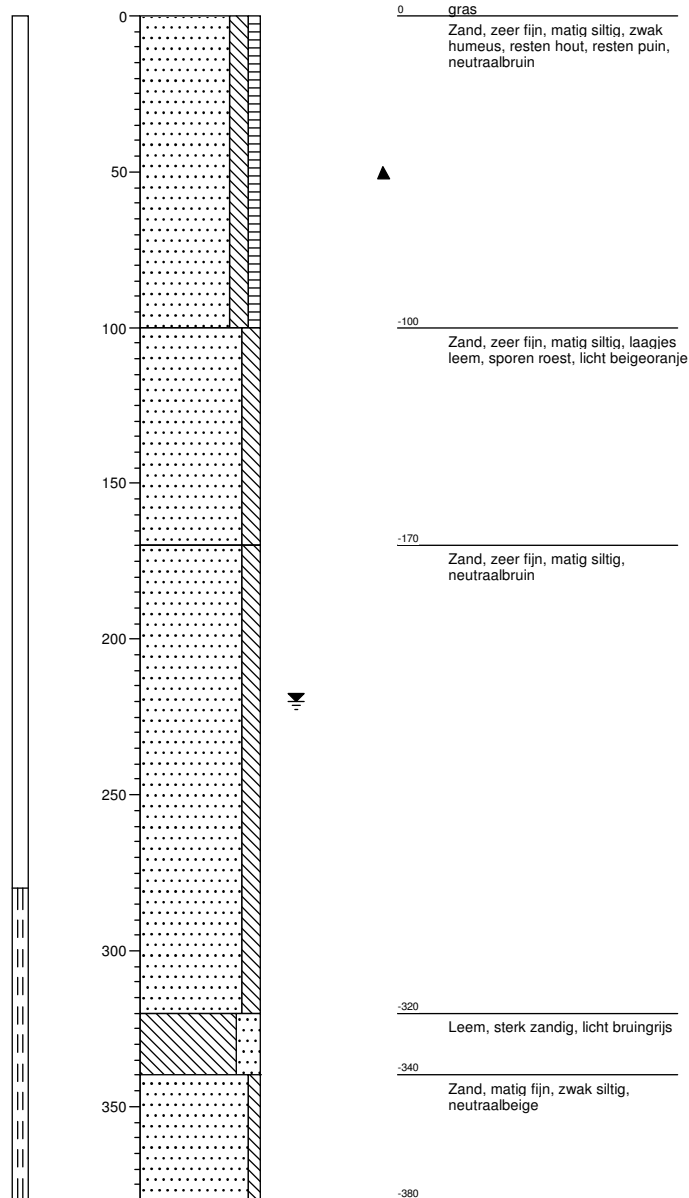 0
50
100
150
200
250
300
350
0
gras
Zand, zeer fijn, matig siltig, zwak
humeus, resten hout, resten puin,
neutraalbruin
-100
Zand, zeer fijn, matig siltig, laagjes
leem, sporen roest, licht beigeoranje
-170
Zand, zeer fijn, matig siltig,
neutraalbruin
-320
Leem, sterk zandig, licht bruingrijs
-340
Zand, matig fijn, zwak siltig,
neutraalbeige
-380